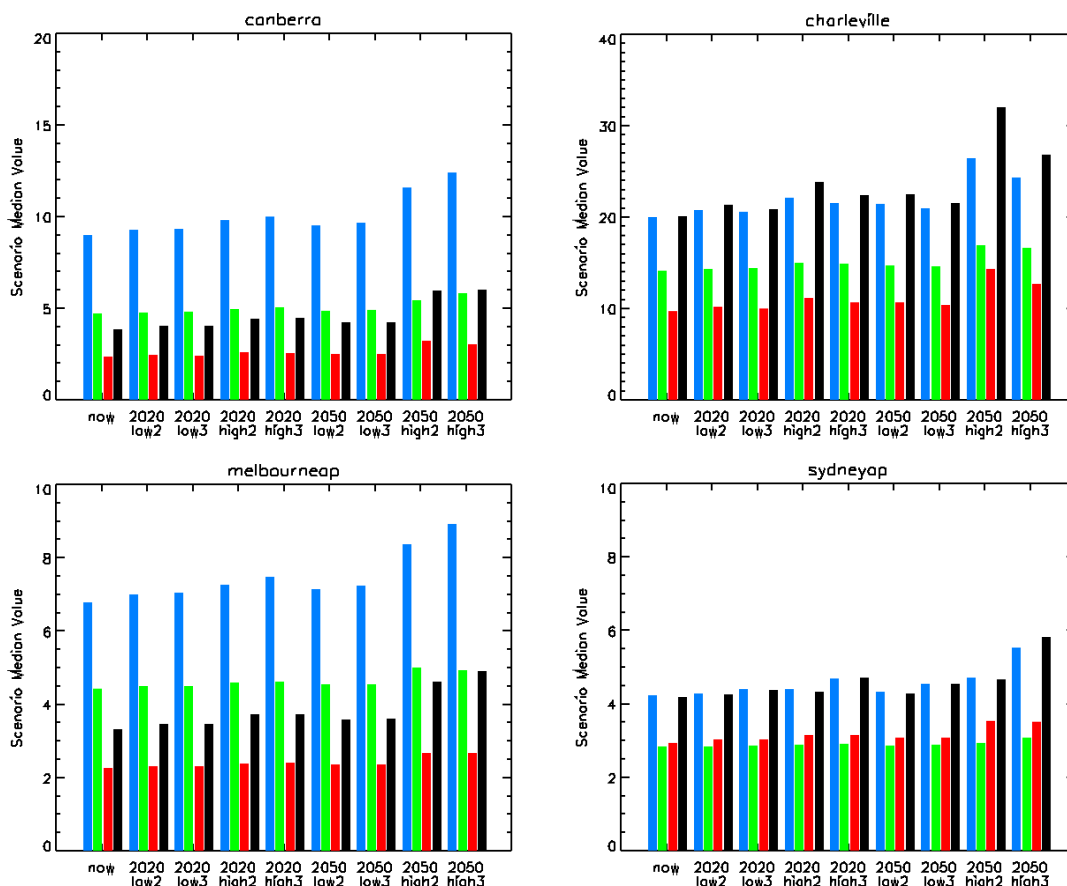 canberra
20
15
10
5
0
Scenario Median Value
now 2020 2020 2020 2020 2050 2050 2050 2050
low2 low3 high2 high3 low2 low3 high2 high3
charleville
40
30
20
10
0
Scenario Median Value
now 2020 2020 2020 2020 2050 2050 2050 2050
low2 low3 high2 high3 low2 low3 high2 high3
melbourneap
10
8
6
4
2
0
Scenario Median Value
now 2020 2020 2020 2020 2050 2050 2050 2050
low2 low3 high2 high3 low2 low3 high2 high3
sydneyap
10
8
6
4
2
0
Scenario Median Value
now 2020 2020 2020 2020 2050 2050 2050 2050
low2 low3 high2 high3 low2 low3 high2 high3